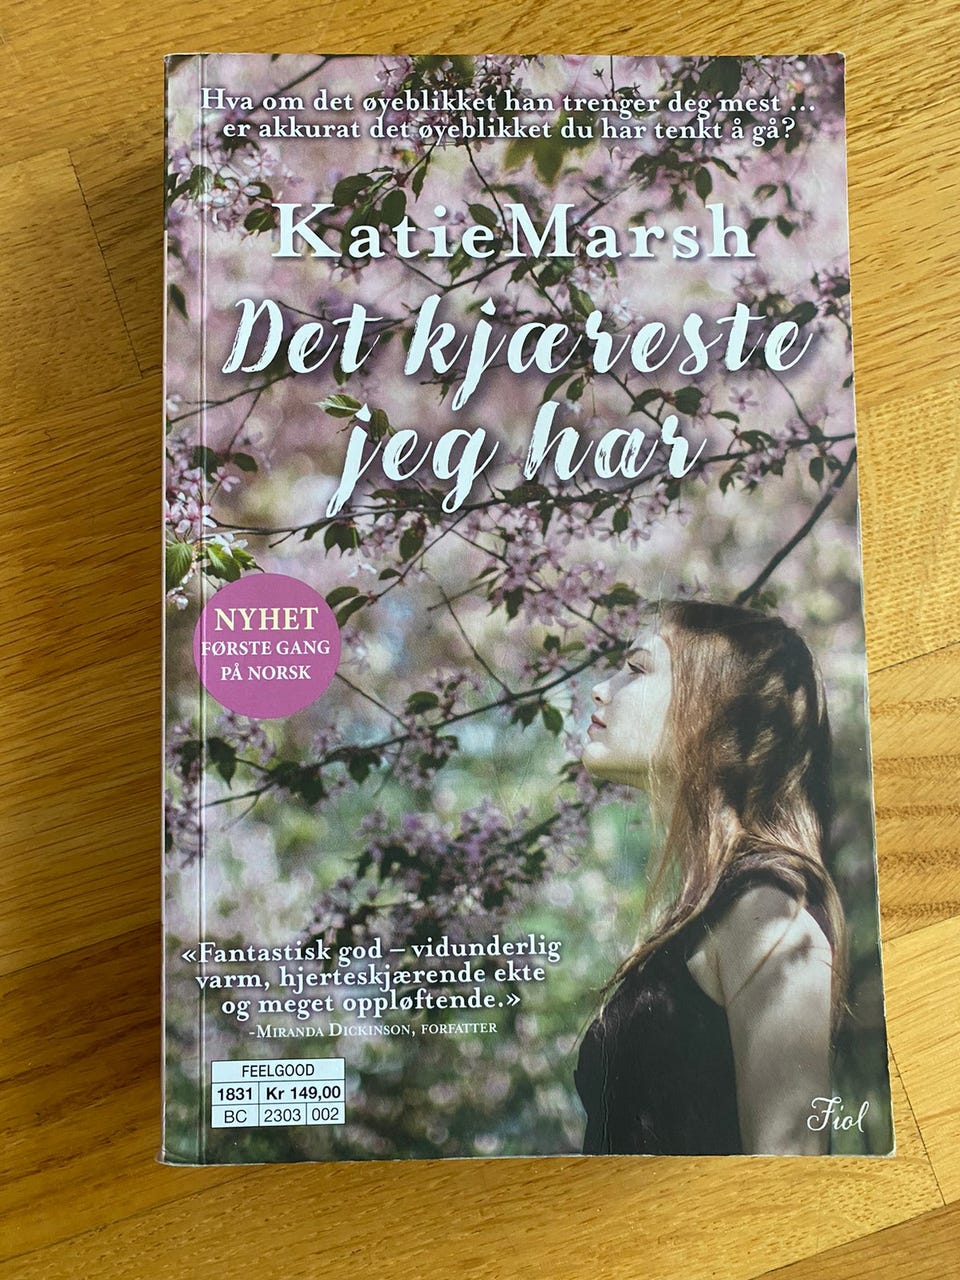 Hva om det øyeblikket han trenger deg mest ...
er akkurat det øyeblikket du har tenkt å gå?
Katie Marsh
Det kjæreste
jeg har
NYHET
FØRSTE GANG
PÅ NORSK
«Fantastisk god – vidunderlig
varm, hjerteskjærende ekte
og meget oppløftende.»
-Miranda Dickinson, forfatter
FEELGOOD
1831 Kr 149,00
BC 2303 002
Fiol